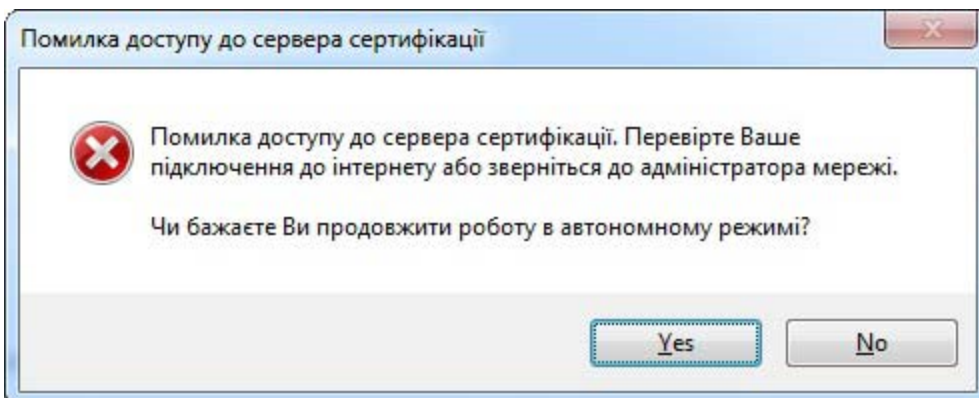 Помилка доступу до сервера сертифікації
Помилка доступу до сервера сертифікації. Перевірте Ваше
підключення до інтернету або зверніться до адміністратора мережі.
Чи бажаєте Ви продовжити роботу в автономному режимі?
Yes
No